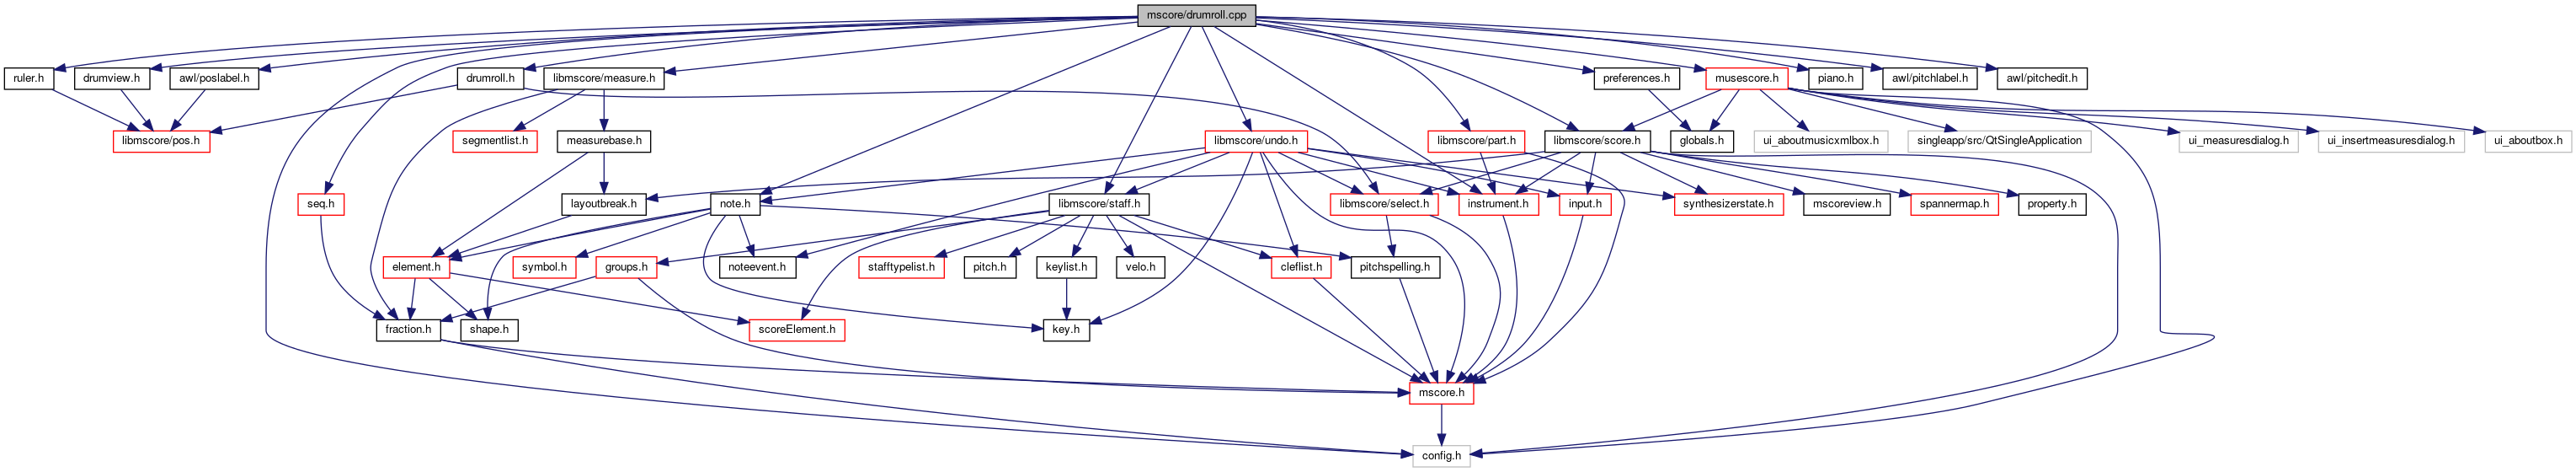 mscore/drumroll.cpp
ruler.h
drumview.h
awl/poslabel.h
drumroll.h
libmscore/measure.h
preferences.h
musescore.h
piano.h
awl/pitchlabel.h
awl/pitchedit.h
libmscore/pos.h
segmentlist.h
measurebase.h
libmscore/undo.h
libmscore/part.h
libmscore/score.h
globals.h
ui_aboutmusicxmlbox.h
singleapp/src/QtSingleApplication
ui_measuresdialog.h
ui_insertmeasuresdialog.h
ui_aboutbox.h
seq.h
layoutbreak.h
note.h
libmscore/staff.h
libmscore/select.h
instrument.h
input.h
synthesizerstate.h
mscoreview.h
spannermap.h
property.h
element.h
symbol.h
groups.h
noteevent.h
stafftypelist.h
pitch.h
keylist.h
velo.h
cleflist.h
pitchspelling.h
fraction.h
shape.h
scoreElement.h
key.h
mscore.h
config.h